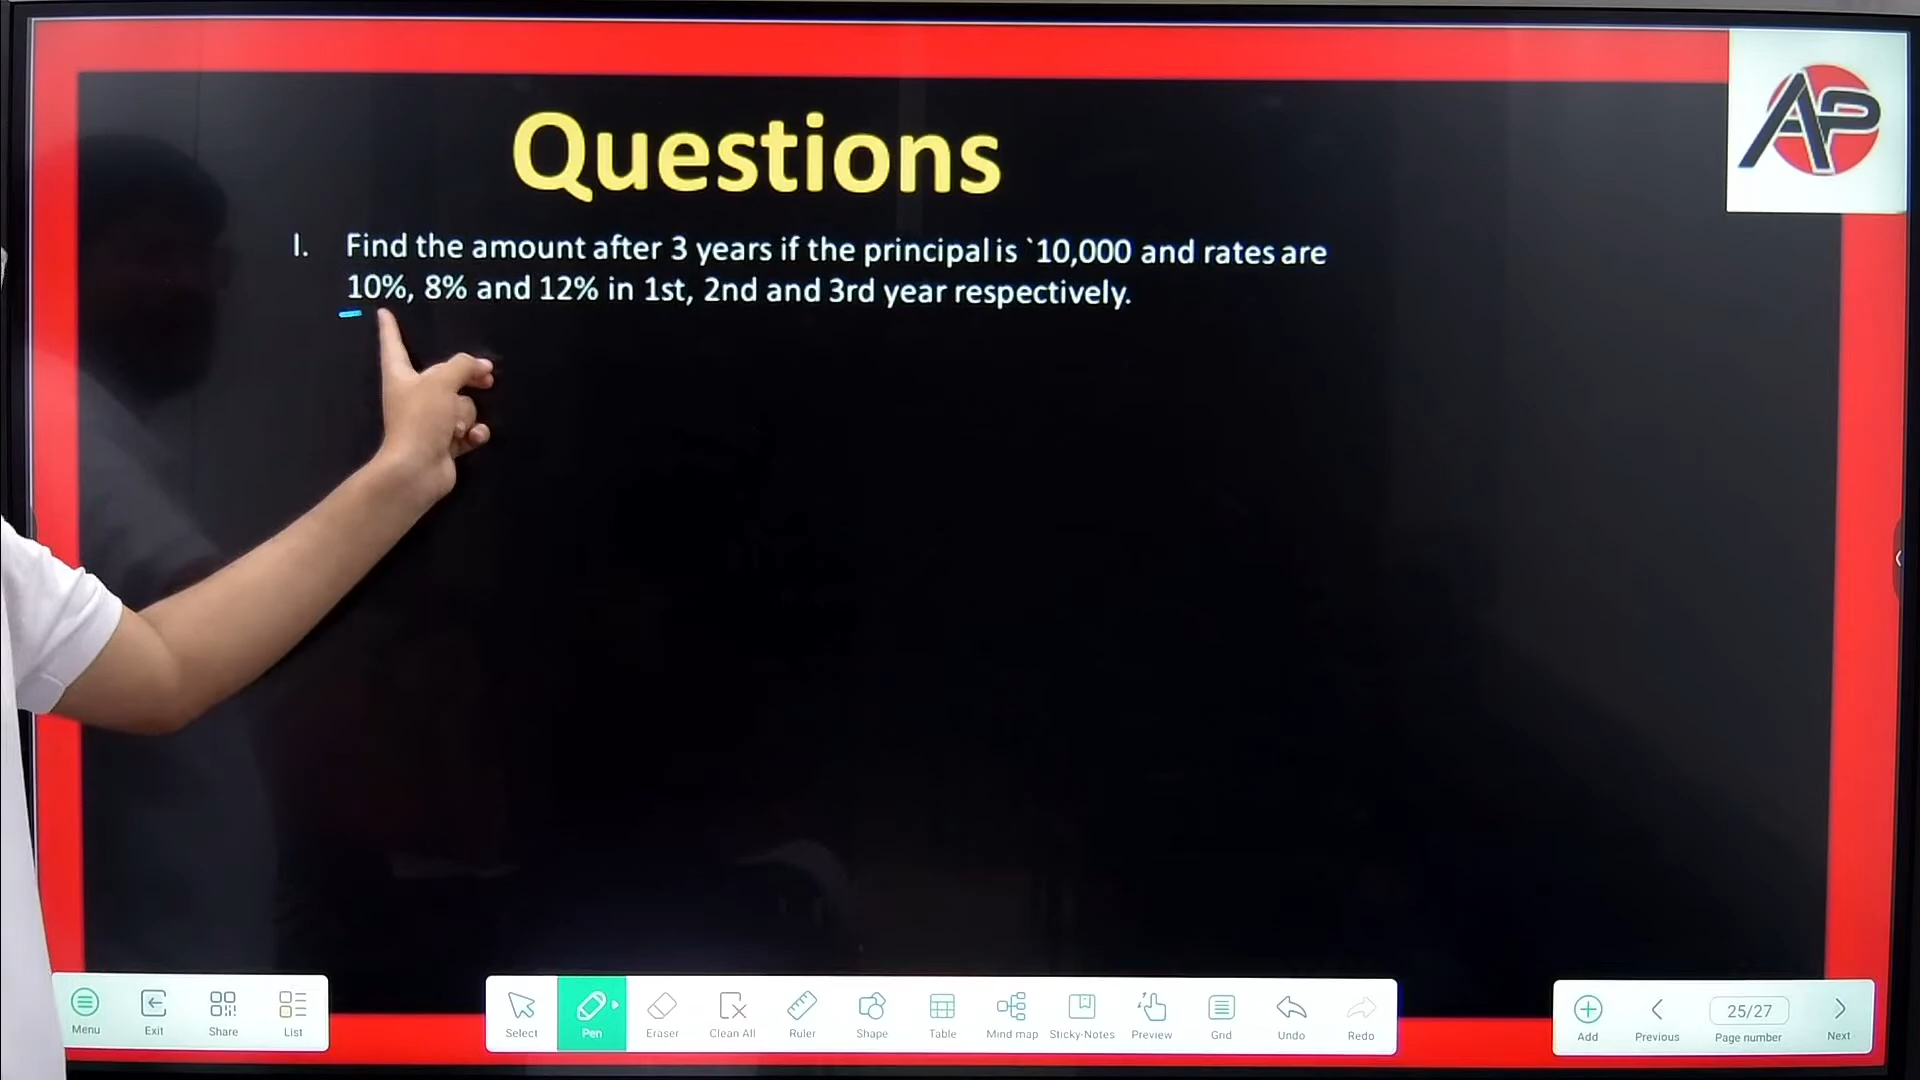 AP
Questions
I. Find the amount after 3 years if the principal is `10,000 and rates are
10%, 8% and 12% in 1st, 2nd and 3rd year respectively.
Menu Exit Share List
Select Pen Eraser Clean All Ruler Shape Table Mind map Sticky-Notes Preview Grid Undo Redo
25/27
Add Previous Page number Next